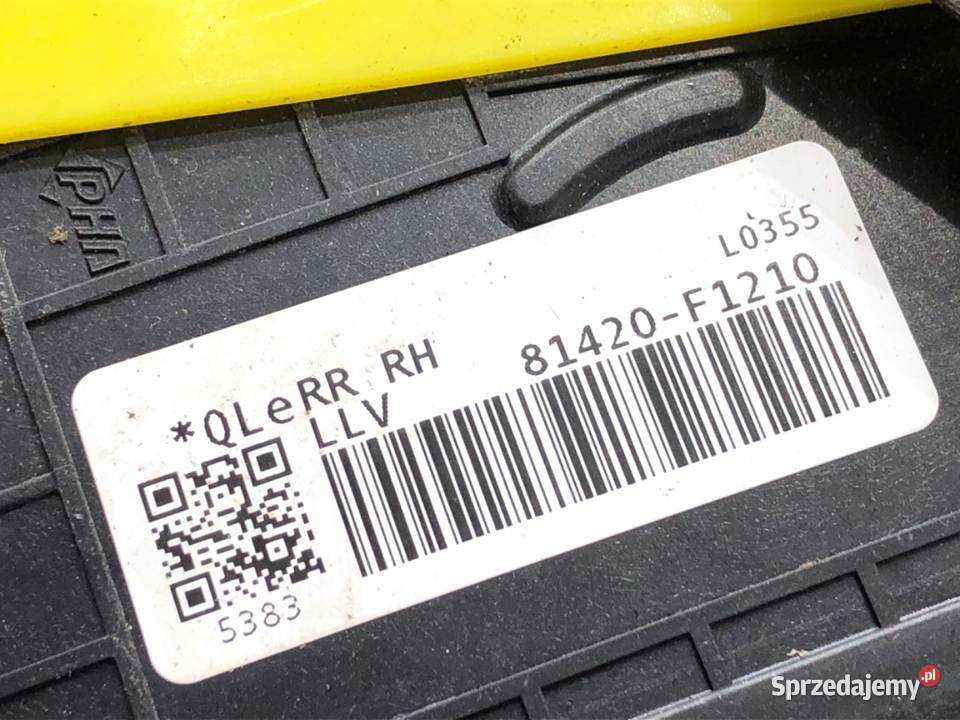 PHA
L0355
*QLeRR RH 81420-F1210
LLV
5383
Sprzedajemy.pl